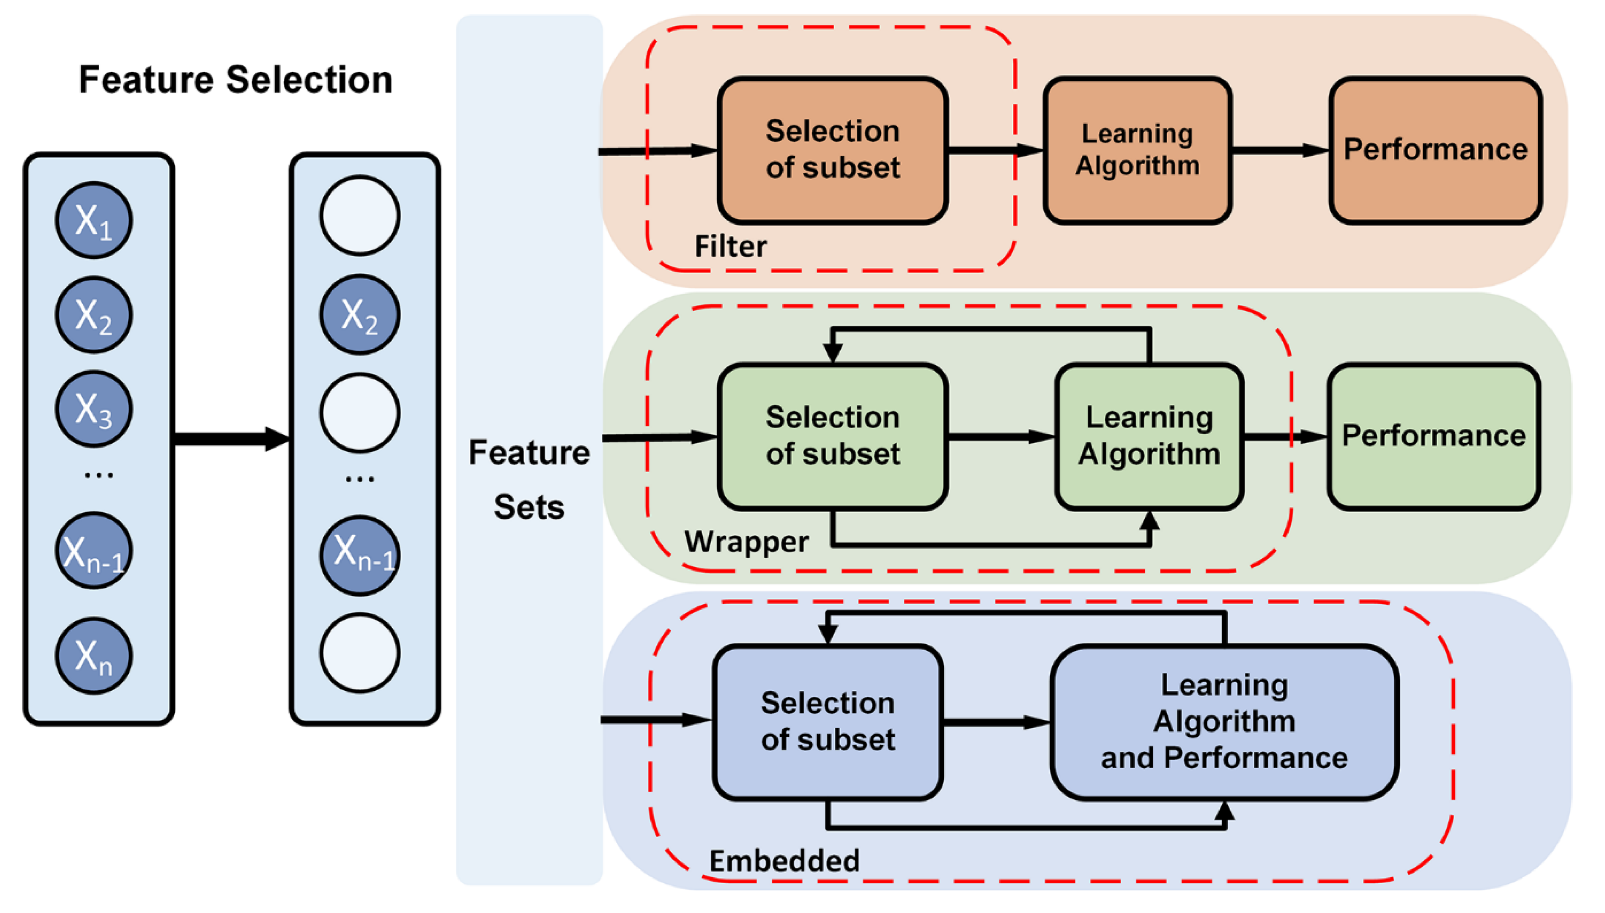 Feature Selection
X1
X2
X3
...
Xn-1
Xn
X2
...
Xn-1
Feature
Sets
Selection
of subset
Learning
Algorithm
Performance
Filter
Selection
of subset
Learning
Algorithm
Performance
Wrapper
Selection
of subset
Learning
Algorithm
and Performance
Embedded